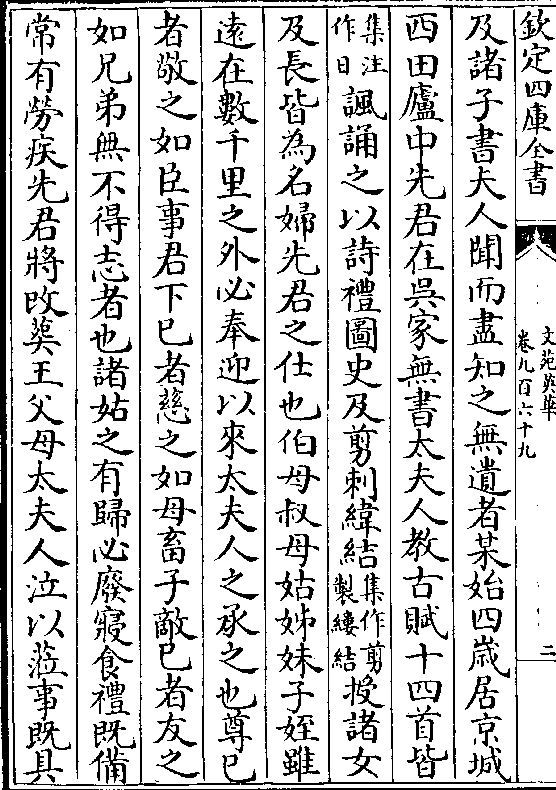 欽定四庫全書
文苑英華
卷九百六十九
二
及諸子書夫人聞而盡知之無遺者某始四歲居京城
西田廬中先君在吳家無書太夫人教古賦十四首皆
集注作日諷誦之以詩禮圖史及剪刺緯結集作剪製縷結授諸女
及長皆為名婦先君之仕也伯母叔母姑姊妹子姪雖
遠在數千里之外必奉迎以來太夫人之承之也尊己
者敬之如臣事君下已者慈之如母畜子敵已者友之
如兄弟無不得志者也諸姑之有歸必廢寢食禮既備
常有勞疾先君將改葬王父母太夫人泣以蒞事既具